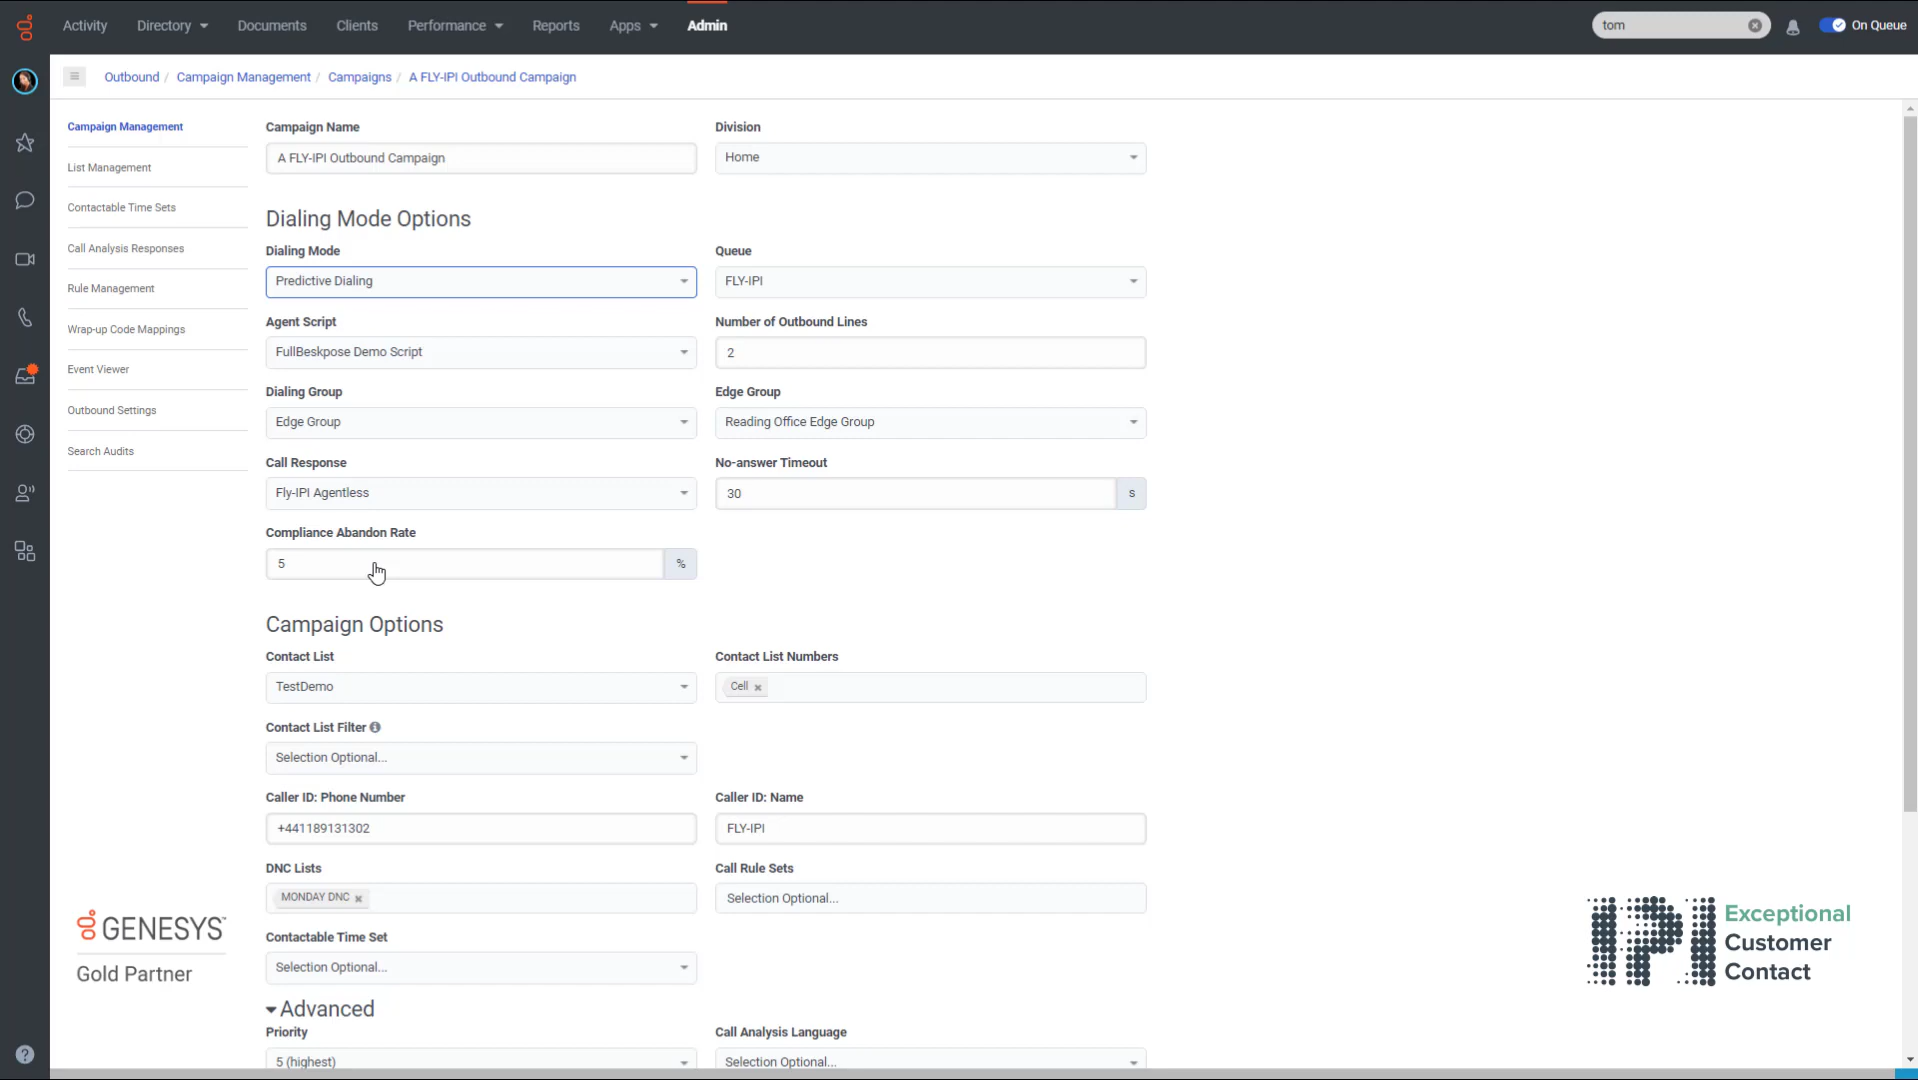 Activity Directory Documents Clients Performance Reports Apps Admin tom On Queue
Outbound / Campaign Management / Campaigns / A FLY-IPI Outbound Campaign
Campaign Management
List Management
Contactable Time Sets
Call Analysis Responses
Rule Management
Wrap-up Code Mappings
Event Viewer
Outbound Settings
Search Audits
Campaign Name Division
A FLY-IPI Outbound Campaign Home
Dialing Mode Options
Dialing Mode Queue
Predictive Dialing FLY-IPI
Agent Script Number of Outbound Lines
FullBeskpose Demo Script 2
Dialing Group Edge Group
Edge Group Reading Office Edge Group
Call Response No-answer Timeout
Fly-IPI Agentless 30 s
Compliance Abandon Rate
5 %
Campaign Options
Contact List Contact List Numbers
TestDemo Cell
Contact List Filter
Selection Optional...
Caller ID: Phone Number Caller ID: Name
+441189131302 FLY-IPI
DNC Lists Call Rule Sets
MONDAY DNC Selection Optional...
Contactable Time Set
Selection Optional...
Advanced
Priority Call Analysis Language
5 (highest) Selection Optional...
GENESYS™
Gold Partner
IPI
Exceptional
Customer
Contact